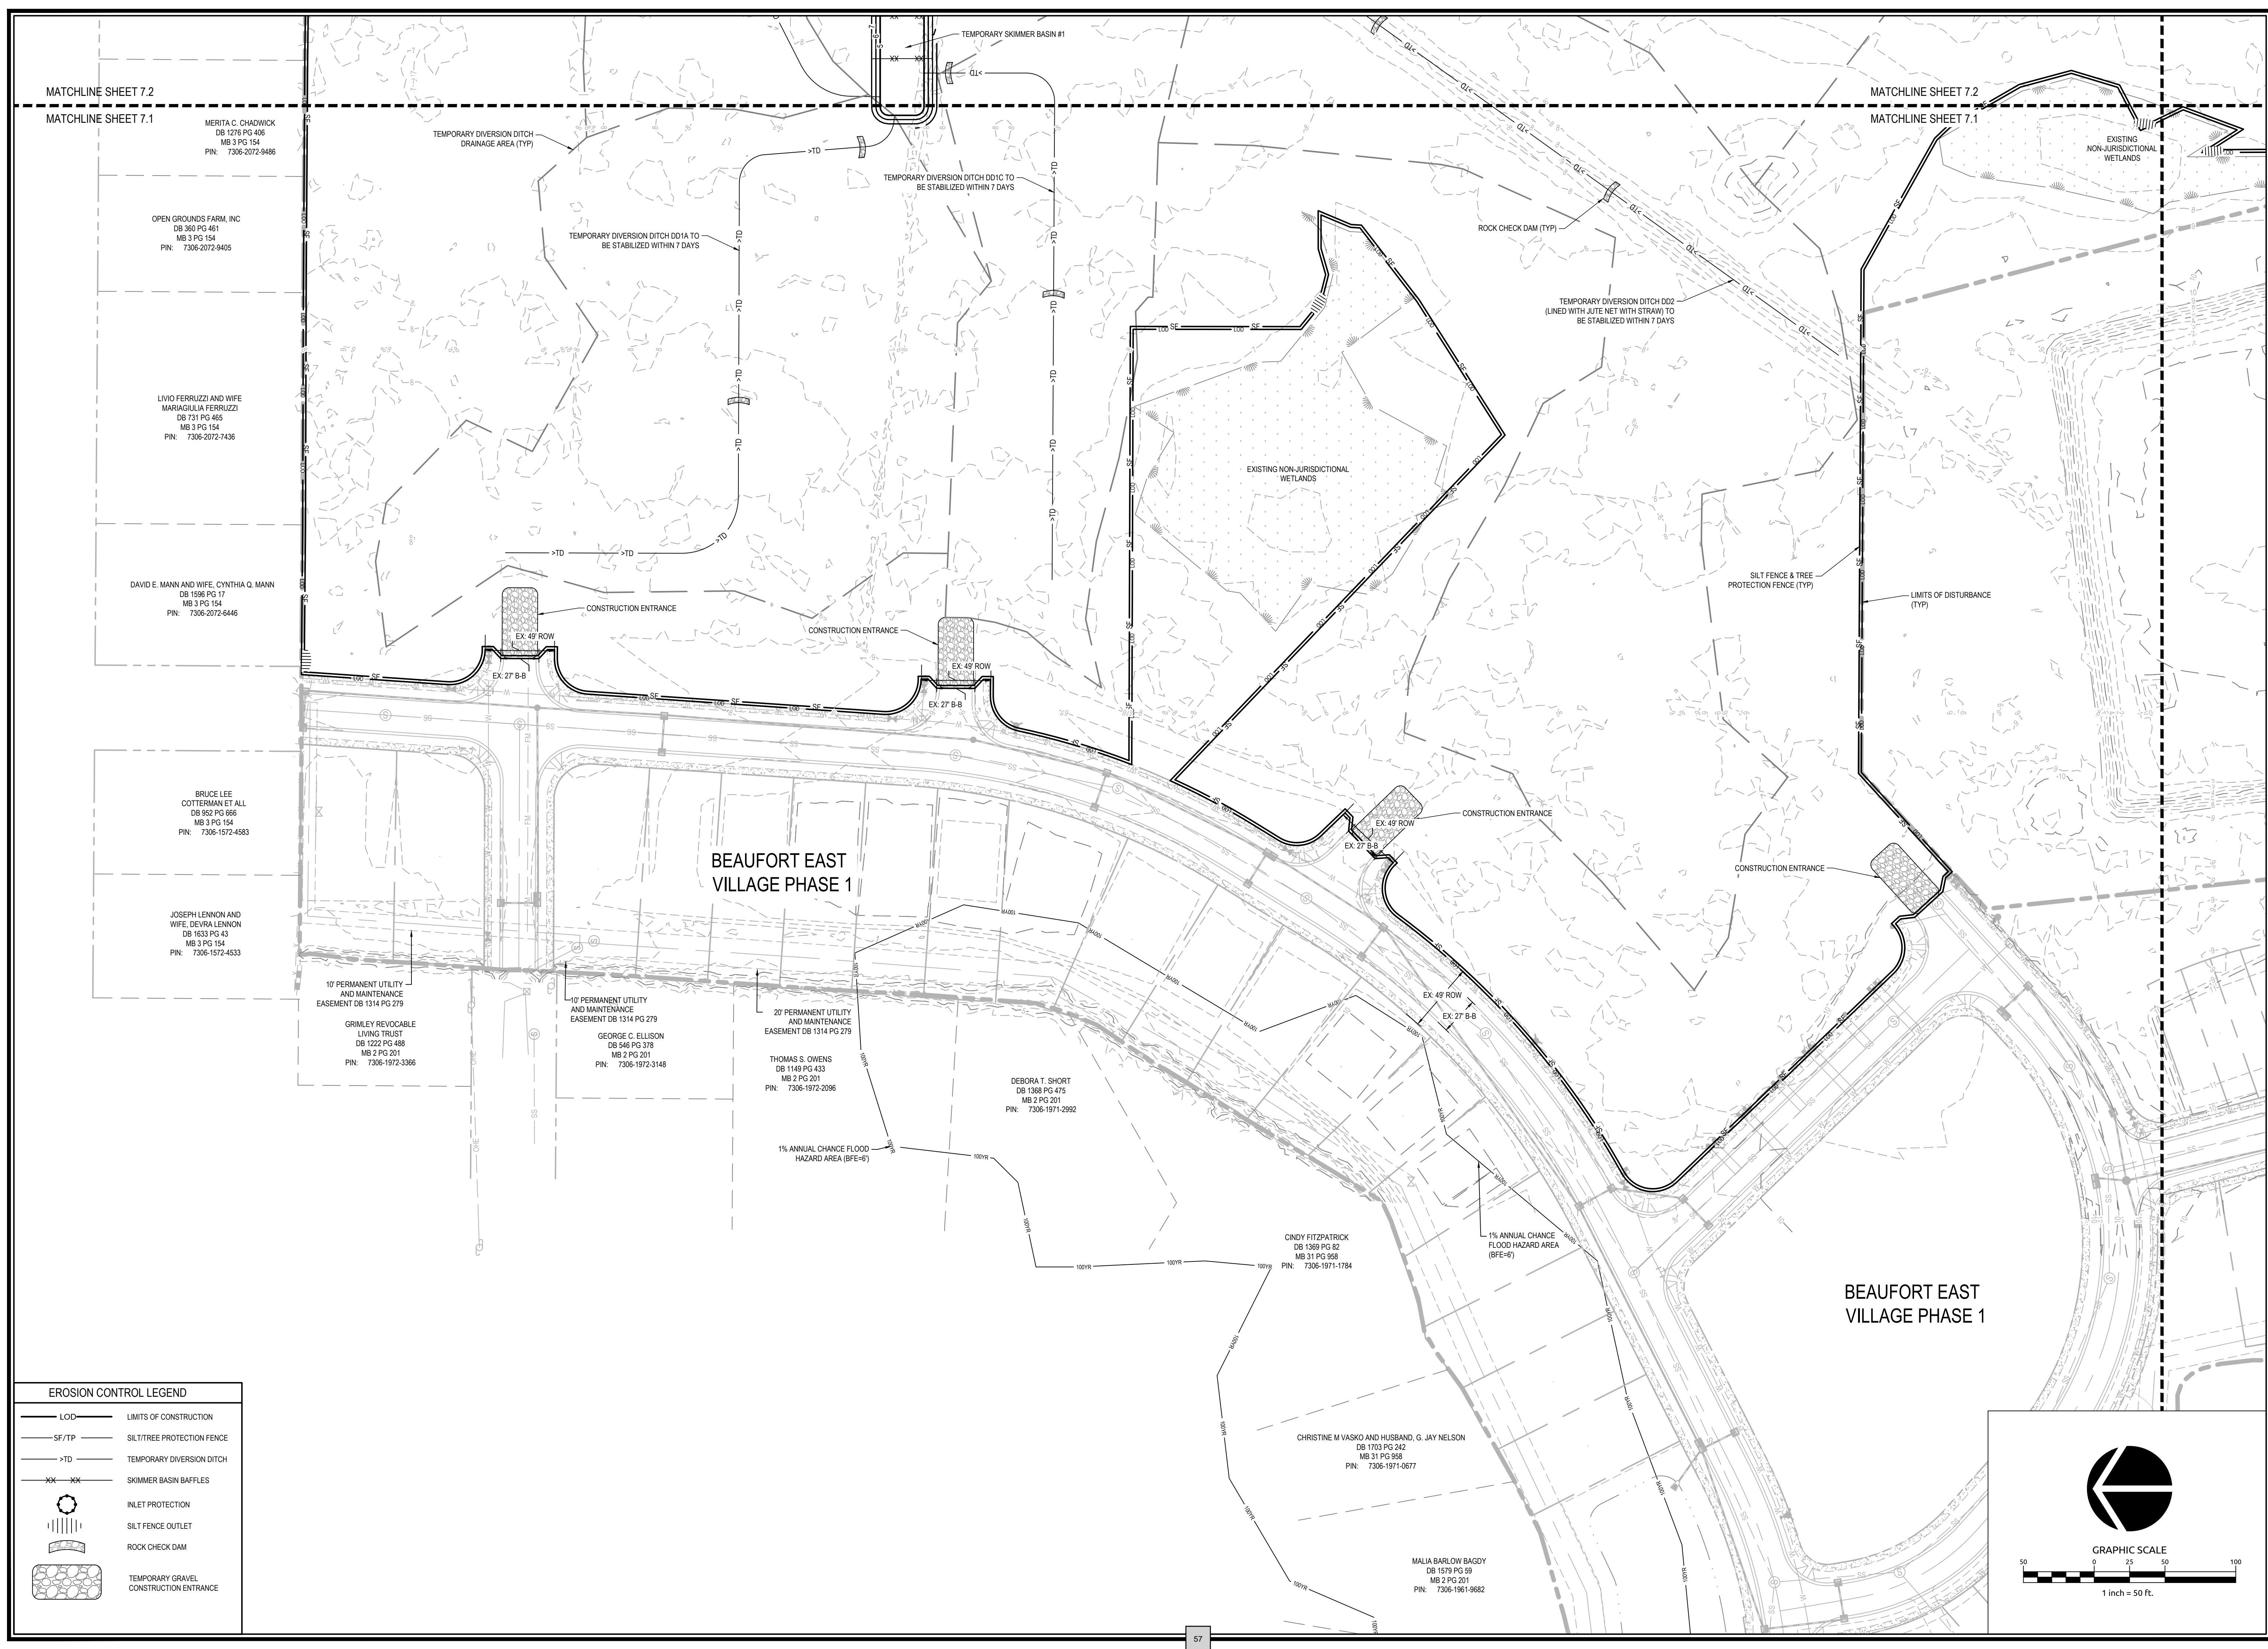 TEMPORARY SKIMMER BASIN #1
MATCHLINE SHEET 7.2
MATCHLINE SHEET 7.1
MATCHLINE SHEET 7.2
MATCHLINE SHEET 7.1
MERITA C. CHADWICK
DB 1276 PG 406
MB 3 PG 154
PIN: 7306-2072-9486
TEMPORARY DIVERSION DITCH
DRAINAGE AREA (TYP)
EXISTING
NON-JURISDICTIONAL
WETLANDS
TEMPORARY DIVERSION DITCH DD1C TO
BE STABILIZED WITHIN 7 DAYS
OPEN GROUNDS FARM, INC
DB 360 PG 461
MB 3 PG 154
PIN: 7306-2072-9405
TEMPORARY DIVERSION DITCH DD1A TO
BE STABILIZED WITHIN 7 DAYS
ROCK CHECK DAM (TYP)
TEMPORARY DIVERSION DITCH DD2
(LINED WITH JUTE NET WITH STRAW) TO
BE STABILIZED WITHIN 7 DAYS
LIVIO FERRUZZI AND WIFE
MARIAGIULIA FERRUZZI
DB 731 PG 465
MB 3 PG 154
PIN: 7306-2072-7436
EXISTING NON-JURISDICTIONAL
WETLANDS
DAVID E. MANN AND WIFE, CYNTHIA Q. MANN
DB 1596 PG 17
MB 3 PG 154
PIN: 7306-2072-6446
SILT FENCE & TREE
PROTECTION FENCE (TYP)
LIMITS OF DISTURBANCE
(TYP)
CONSTRUCTION ENTRANCE
EX: 49' ROW
EX: 27' B-B
CONSTRUCTION ENTRANCE
EX: 49' ROW
EX: 27' B-B
BRUCE LEE
COTTERMAN ET ALL
DB 952 PG 666
MB 3 PG 154
PIN: 7306-1572-4583
CONSTRUCTION ENTRANCE
EX: 49' ROW
EX: 27' B-B
BEAUFORT EAST
VILLAGE PHASE 1
CONSTRUCTION ENTRANCE
JOSEPH LENNON AND
WIFE, DEVRA LENNON
DB 1633 PG 43
MB 3 PG 154
PIN: 7306-1572-4533
10' PERMANENT UTILITY
AND MAINTENANCE
EASEMENT DB 1314 PG 279
10' PERMANENT UTILITY
AND MAINTENANCE
EASEMENT DB 1314 PG 279
20' PERMANENT UTILITY
AND MAINTENANCE
EASEMENT DB 1314 PG 279
EX: 49' ROW
EX: 27' B-B
GRIMLEY REVOCABLE
LIVING TRUST
DB 1222 PG 488
MB 2 PG 201
PIN: 7306-1972-3366
GEORGE C. ELLISON
DB 546 PG 378
MB 2 PG 201
PIN: 7306-1972-3148
THOMAS S. OWENS
DB 1149 PG 433
MB 2 PG 201
PIN: 7306-1972-2096
DEBORA T. SHORT
DB 1368 PG 475
MB 2 PG 201
PIN: 7306-1971-2992
1% ANNUAL CHANCE FLOOD
HAZARD AREA (BFE=6')
CINDY FITZPATRICK
DB 1369 PG 82
MB 31 PG 958
PIN: 7306-1971-1784
1% ANNUAL CHANCE
FLOOD HAZARD AREA
(BFE=6')
BEAUFORT EAST
VILLAGE PHASE 1
CHRISTINE M VASKO AND HUSBAND, G. JAY NELSON
DB 1703 PG 242
MB 31 PG 958
PIN: 7306-1971-0677
MALIA BARLOW BAGDY
DB 1579 PG 59
MB 2 PG 201
PIN: 7306-1961-9682
EROSION CONTROL LEGEND
LOD LIMITS OF CONSTRUCTION
SF/TP SILT/TREE PROTECTION FENCE
>TD TEMPORARY DIVERSION DITCH
XX XX SKIMMER BASIN BAFFLES
INLET PROTECTION
SILT FENCE OUTLET
ROCK CHECK DAM
TEMPORARY GRAVEL
CONSTRUCTION ENTRANCE
GRAPHIC SCALE
50 0 25 50 100
1 inch = 50 ft.
57